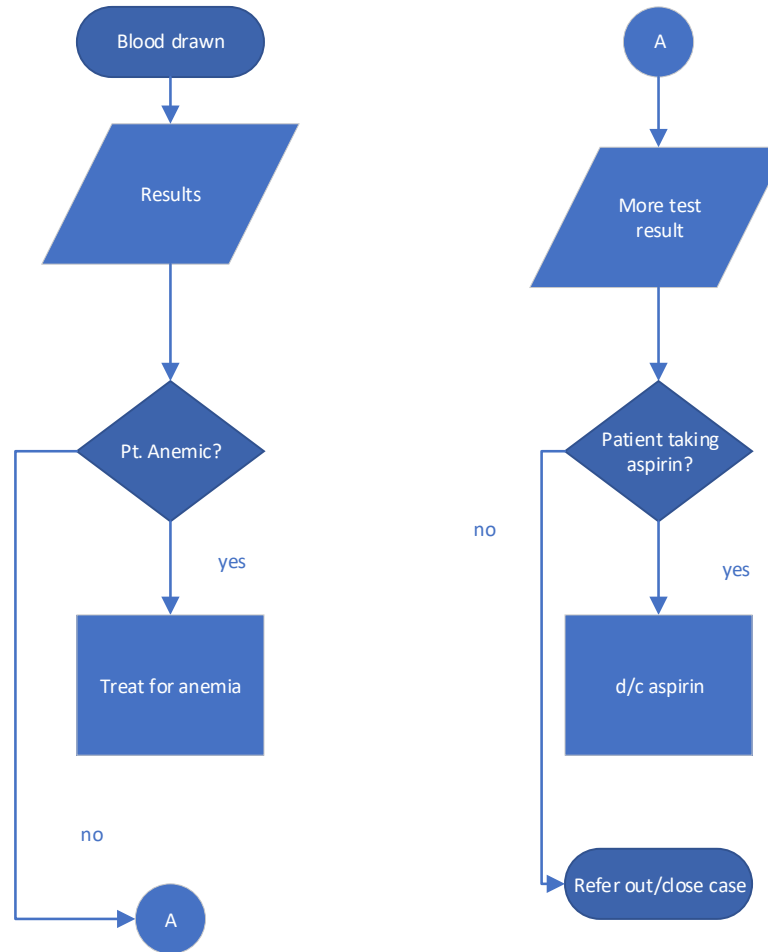 Blood drawn
Results
Pt. Anemic?
yes
Treat for anemia
no
A
A
More test
result
Patient taking
aspirin?
no
yes
d/c aspirin
Refer out/close case